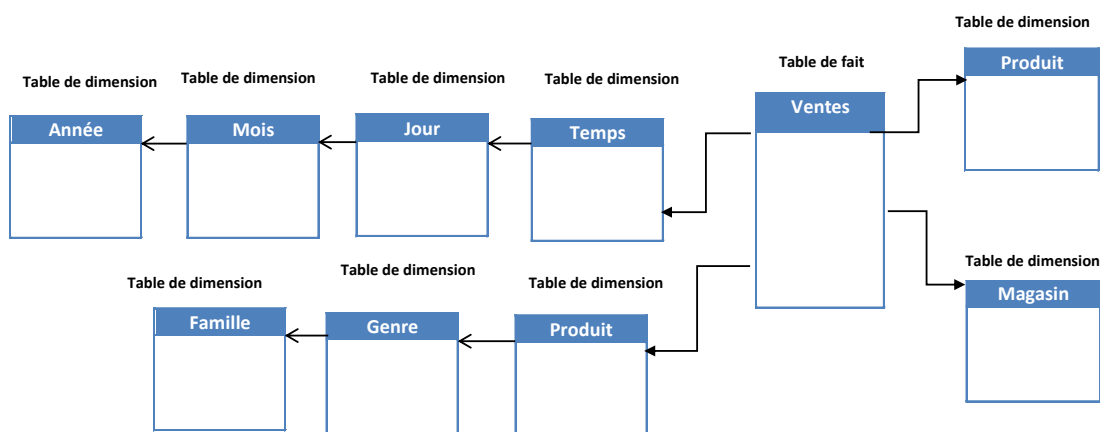 Table de dimension
Produit
Table de fait
Ventes
Table de dimension
Année
Table de dimension
Mois
Table de dimension
Jour
Table de dimension
Temps
Table de dimension
Famille
Table de dimension
Genre
Table de dimension
Produit
Table de dimension
Magasin